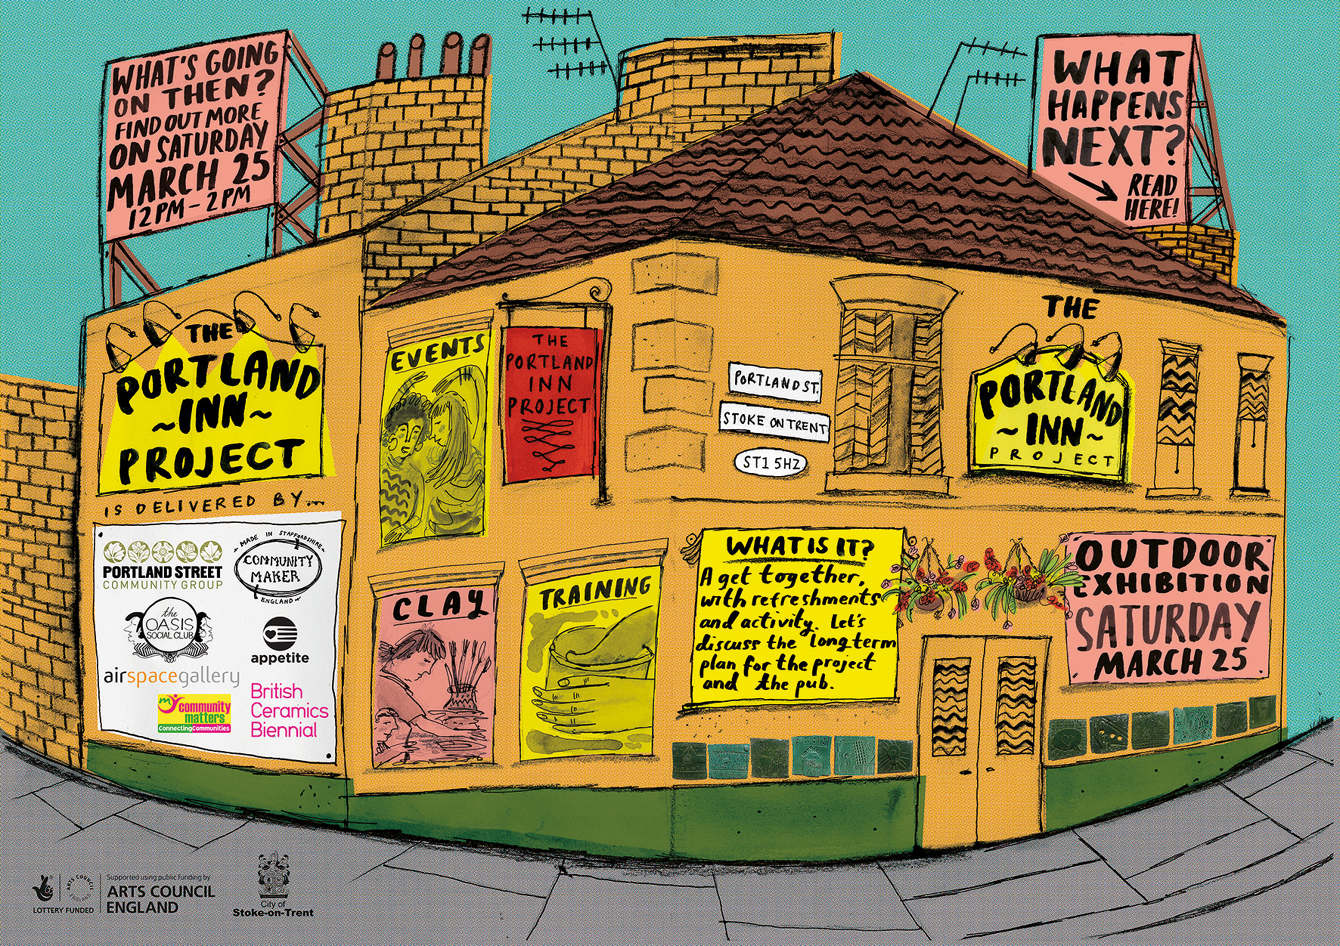 WHAT'S GOING
ON THEN?
FIND OUT MORE
ON SATURDAY
MARCH 25
12PM - 2PM
WHAT
HAPPENS
NEXT?
READ
HERE!
THE
PORTLAND
~INN~
PROJECT
IS DELIVERED BY...
PORTLAND STREET
COMMUNITY GROUP
MADE IN STAFFORDSHIRE
COMMUNITY
MAKER
ENGLAND
the
OASIS
SOCIAL CLUB
appetite
airspacegallery
my community
matters
ConnectingCommunities
British
Ceramics
Biennial
EVENTS
THE
PORTLAND
INN
PROJECT
CLAY
TRAINING
PORTLAND ST.
STOKE ON TRENT
ST1 5HZ
THE
PORTLAND
~INN~
PROJECT
WHAT IS IT?
A get together,
with refreshments
and activity. Let's
discuss the long term
plan for the project
and the pub.
OUTDOOR
EXHIBITION
SATURDAY
MARCH 25.
LOTTERY FUNDED
ARTS COUNCIL
ENGLAND
Supported using public funding by
ARTS COUNCIL
ENGLAND
City of
Stoke-on-Trent